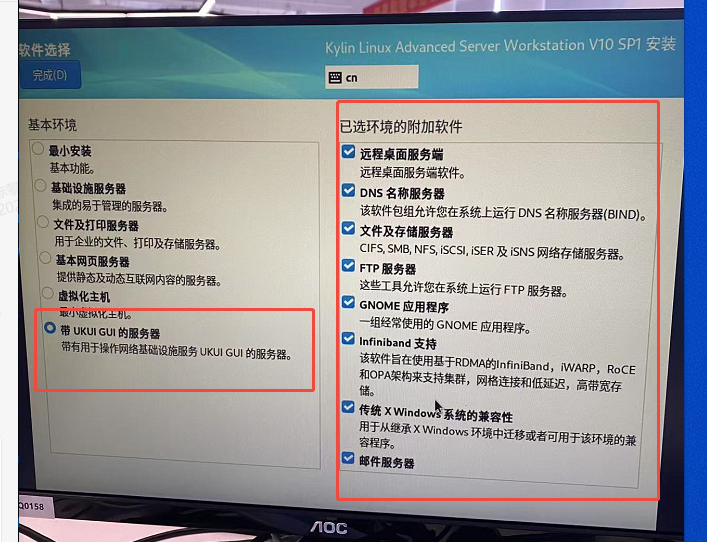 软件选择
Kylin Linux Advanced Server Workstation V10 SP1 安装
完成(D)
cn
基本环境
最小安装
基本功能。
基础设施服务器
集成的易于管理的服务器。
文件及打印服务器
用于企业的文件、打印及存储服务器。
基本网页服务器
提供静态及动态互联网内容的服务器。
虚拟化主机
最小虚拟化主机。
带 UKUI GUI 的服务器
带有用于操作网络基础设施服务 UKUI GUI 的服务器。
已选环境的附加软件
远程桌面服务端
远程桌面服务端软件。
DNS 名称服务器
该软件包组允许您在系统上运行 DNS 名称服务器(BIND)。
文件及存储服务器
CIFS, SMB, NFS, iSCSI, iSER 及 iSNS 网络存储服务器。
FTP 服务器
这些工具允许您在系统上运行 FTP 服务器。
GNOME 应用程序
一组经常使用的 GNOME 应用程序。
Infiniband 支持
该软件旨在使用基于RDMA的InfiniBand，iWARP，RoCE
和OPA架构来支持集群，网格连接和低延迟，高带宽存
储。
传统 X Windows 系统的兼容性
用于从继承 X Windows 环境中迁移或者可用于该环境的兼
容程序。
邮件服务器
Q0158
AOC